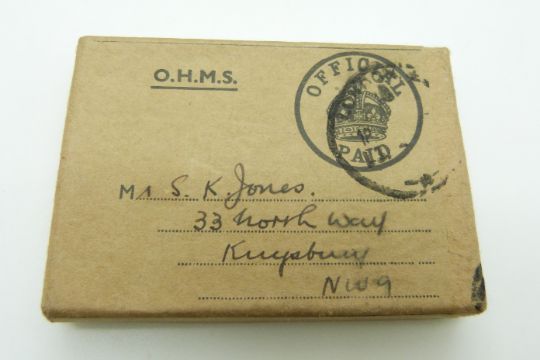 O.H.M.S.
OFFICIAL
PAID
Mr S. K. Jones.
33 North Way
Kingsbury
NW9